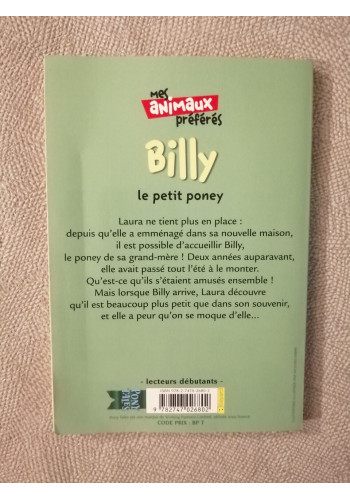 mes
animaux
préférés
Billy
le petit poney
Laura ne tient plus en place :
depuis qu'elle a emménagé dans sa nouvelle maison,
il est possible d'accueillir Billy,
le poney de sa grand-mère ! Deux années auparavant,
elle avait passé tout l'été à le monter.
Qu'est-ce qu'ils s'étaient amusés ensemble !
Mais lorsque Billy arrive, Laura découvre
qu'il est beaucoup plus petit que dans son souvenir,
et elle a peur qu'on se moque d'elle...
- lecteurs débutants -
9 782747 026802
CODE PRIX : BP 7